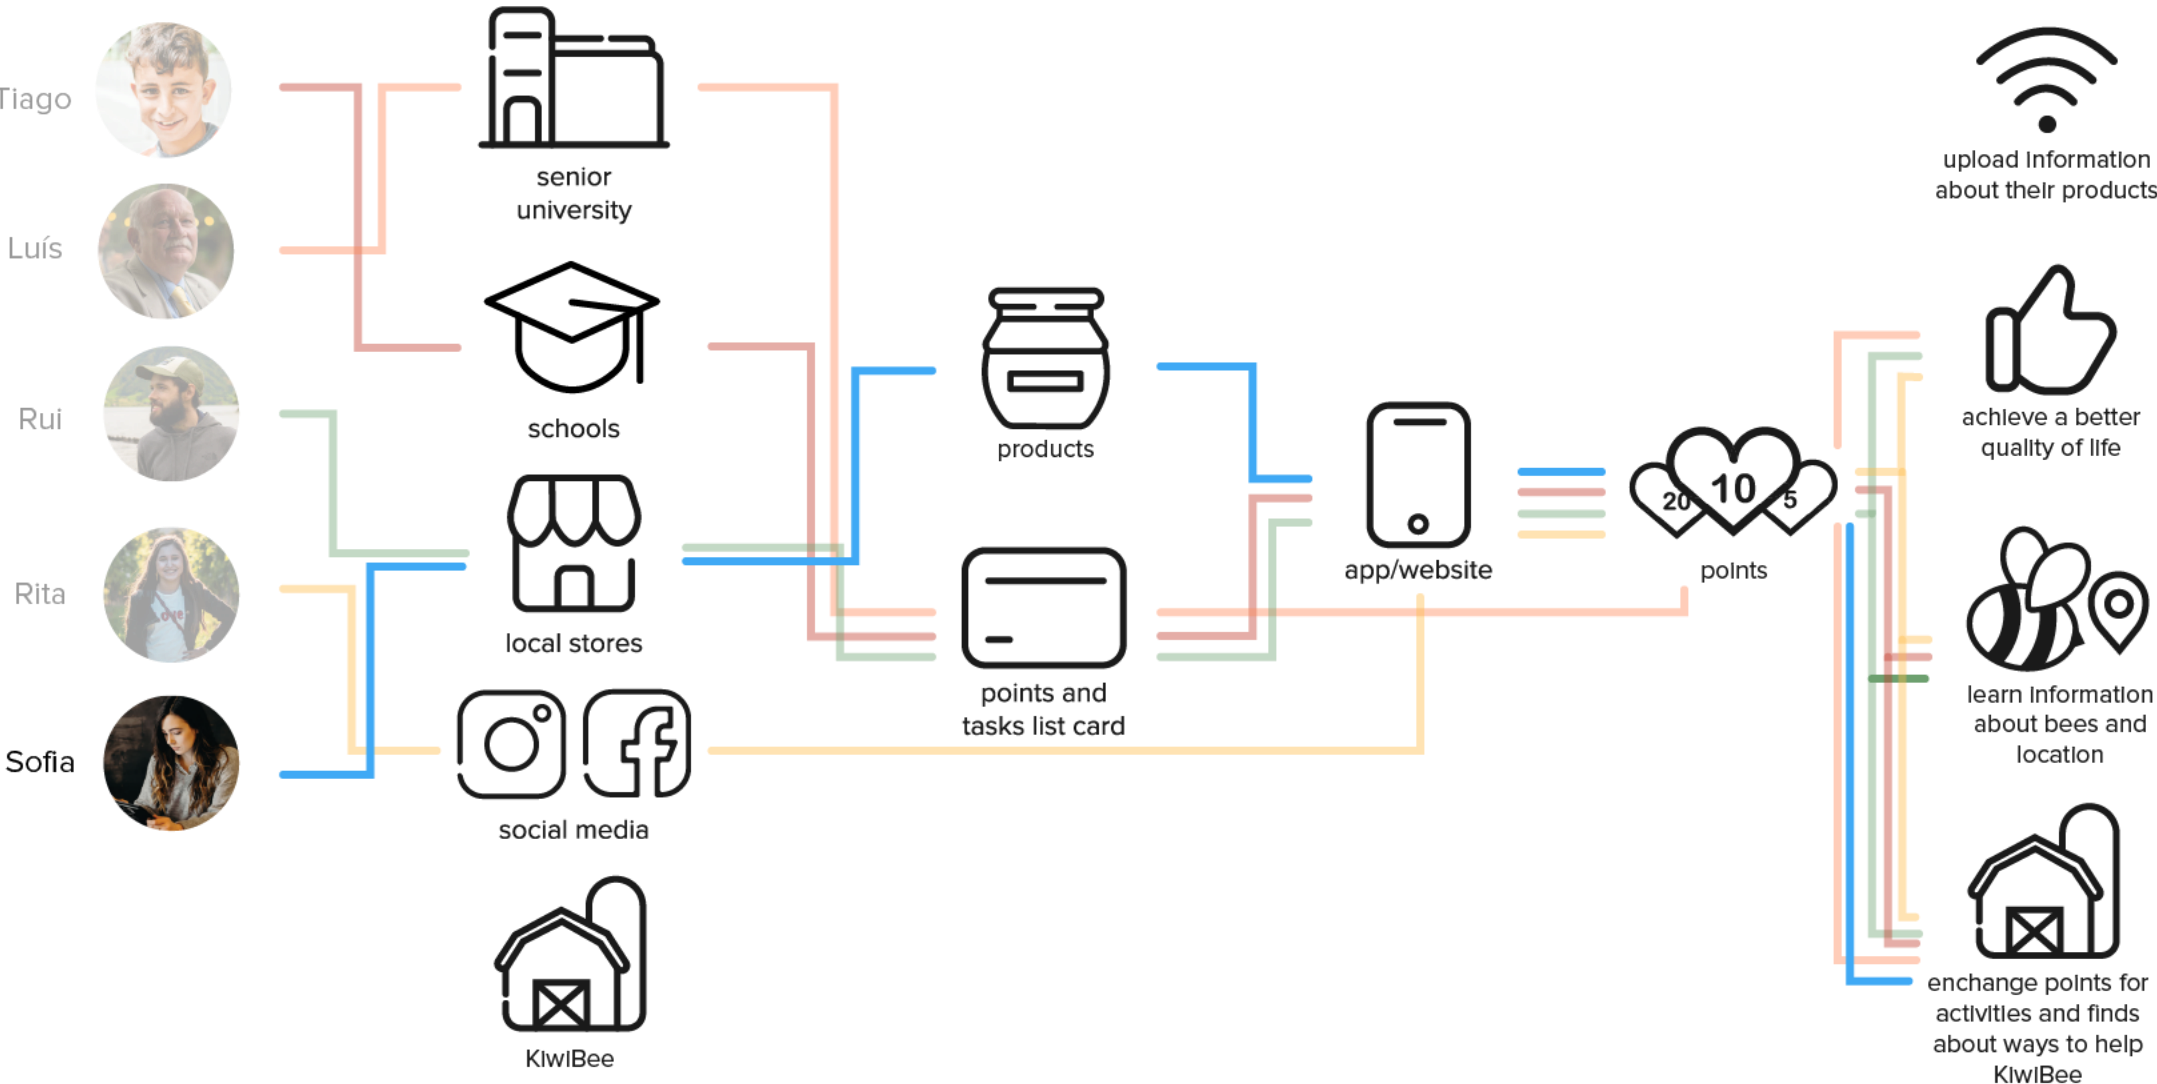 Tiago
Luís
Rui
Rita
Sofia
senior
university
schools
local stores
social media
KiwiBee
products
points and
tasks list card
app/website
20
10
5
points
upload information
about their products
achieve a better
quality of life
learn information
about bees and
location
enchange points for
activities and finds
about ways to help
KiwiBee